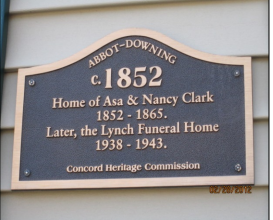 ABBOT-DOWNING
c. 1852
Home of Asa & Nancy Clark
1852 - 1865.
Later, the Lynch Funeral Home
1938 - 1943.
Concord Heritage Commission